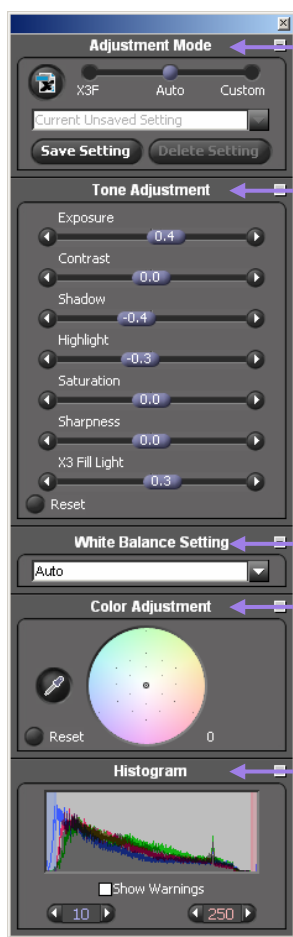 Adjustment Mode
X3F Auto Custom
Current Unsaved Setting
Save Setting Delete Setting
Tone Adjustment
Exposure
0.4
Contrast
0.0
Shadow
-0.4
Highlight
-0.3
Saturation
0.0
Sharpness
0.0
X3 Fill Light
0.3
Reset
White Balance Setting
Auto
Color Adjustment
Reset 0
Histogram
Show Warnings
10 250